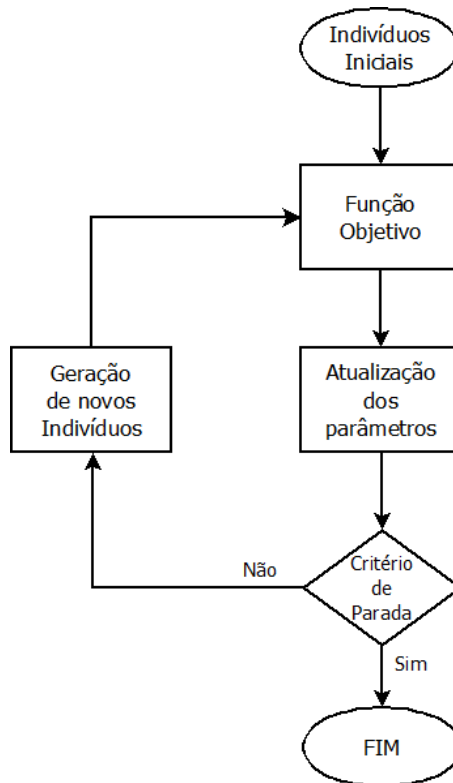 Indivíduos
Iniciais
Função
Objetivo
Geração
de novos
Indivíduos
Atualização
dos
parâmetros
Não
Critério
de
Parada
Sim
FIM